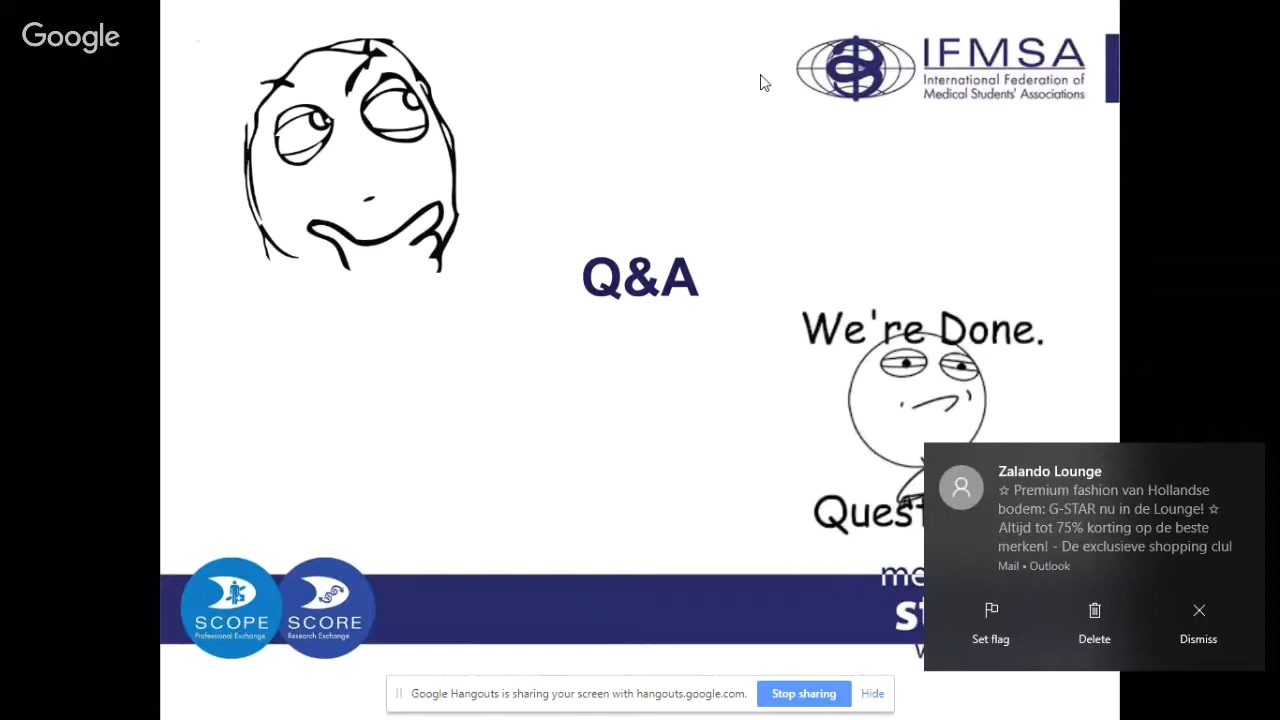 Google
IFMSA
International Federation of
Medical Students' Associations
Q&A
We're Done.
Zalando Lounge
☆ Premium fashion van Hollandse
bodem: G-STAR nu in de Lounge! ☆
Altijd tot 75% korting op de beste
merken! - De exclusieve shopping clul
Mail • Outlook
Set flag
Delete
Dismiss
SCOPE
Professional Exchange
SCORE
Research Exchange
Google Hangouts is sharing your screen with hangouts.google.com.
Stop sharing
Hide